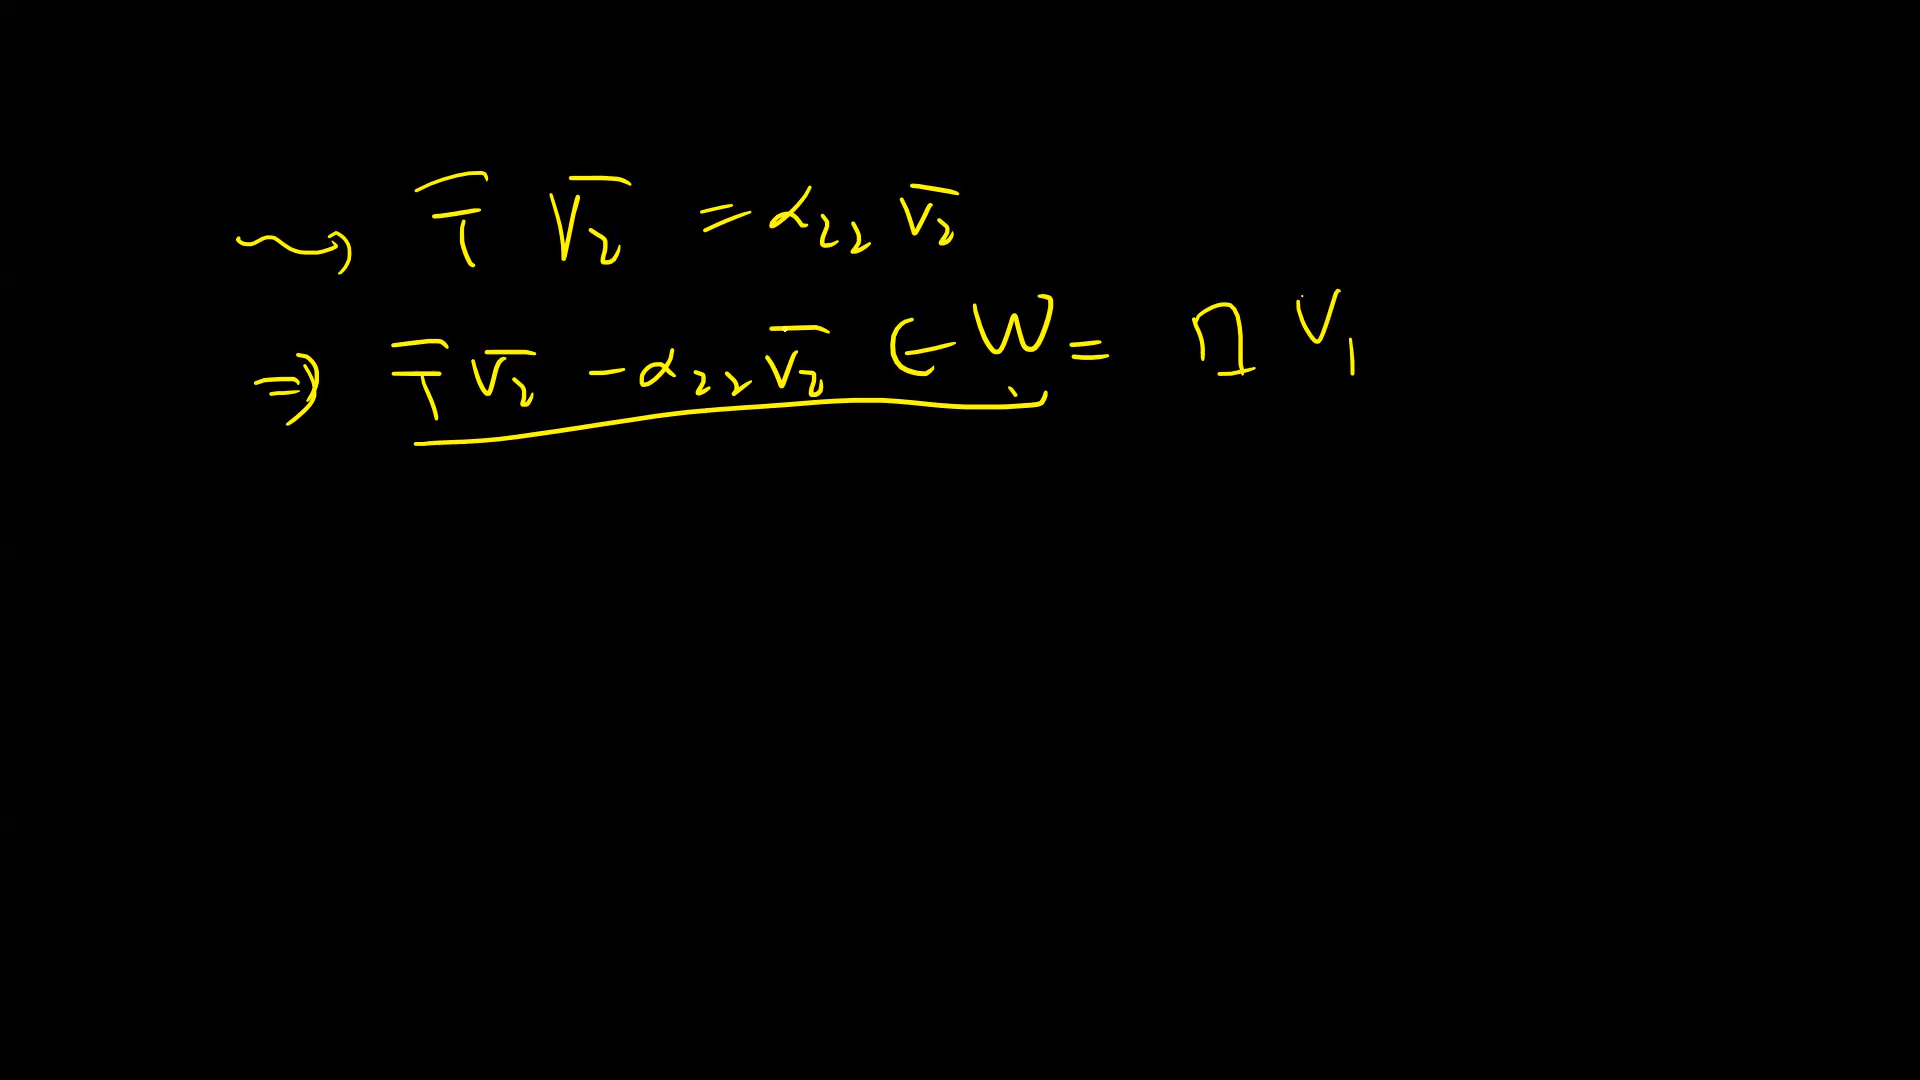 ⇝ T̅ V̅₂ = α₂₂ V̅₂
⇒ T̅ V̅₂ − α₂₂ V̅₂ ∈ W = V₁